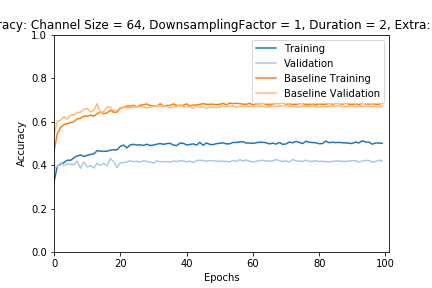 racy: Channel Size = 64, DownsamplingFactor = 1, Duration = 2, Extra:
1.0
0.8
0.6
0.4
0.2
0.0
Accuracy
Training
Validation
Baseline Training
Baseline Validation
0 20 40 60 80 100
Epochs